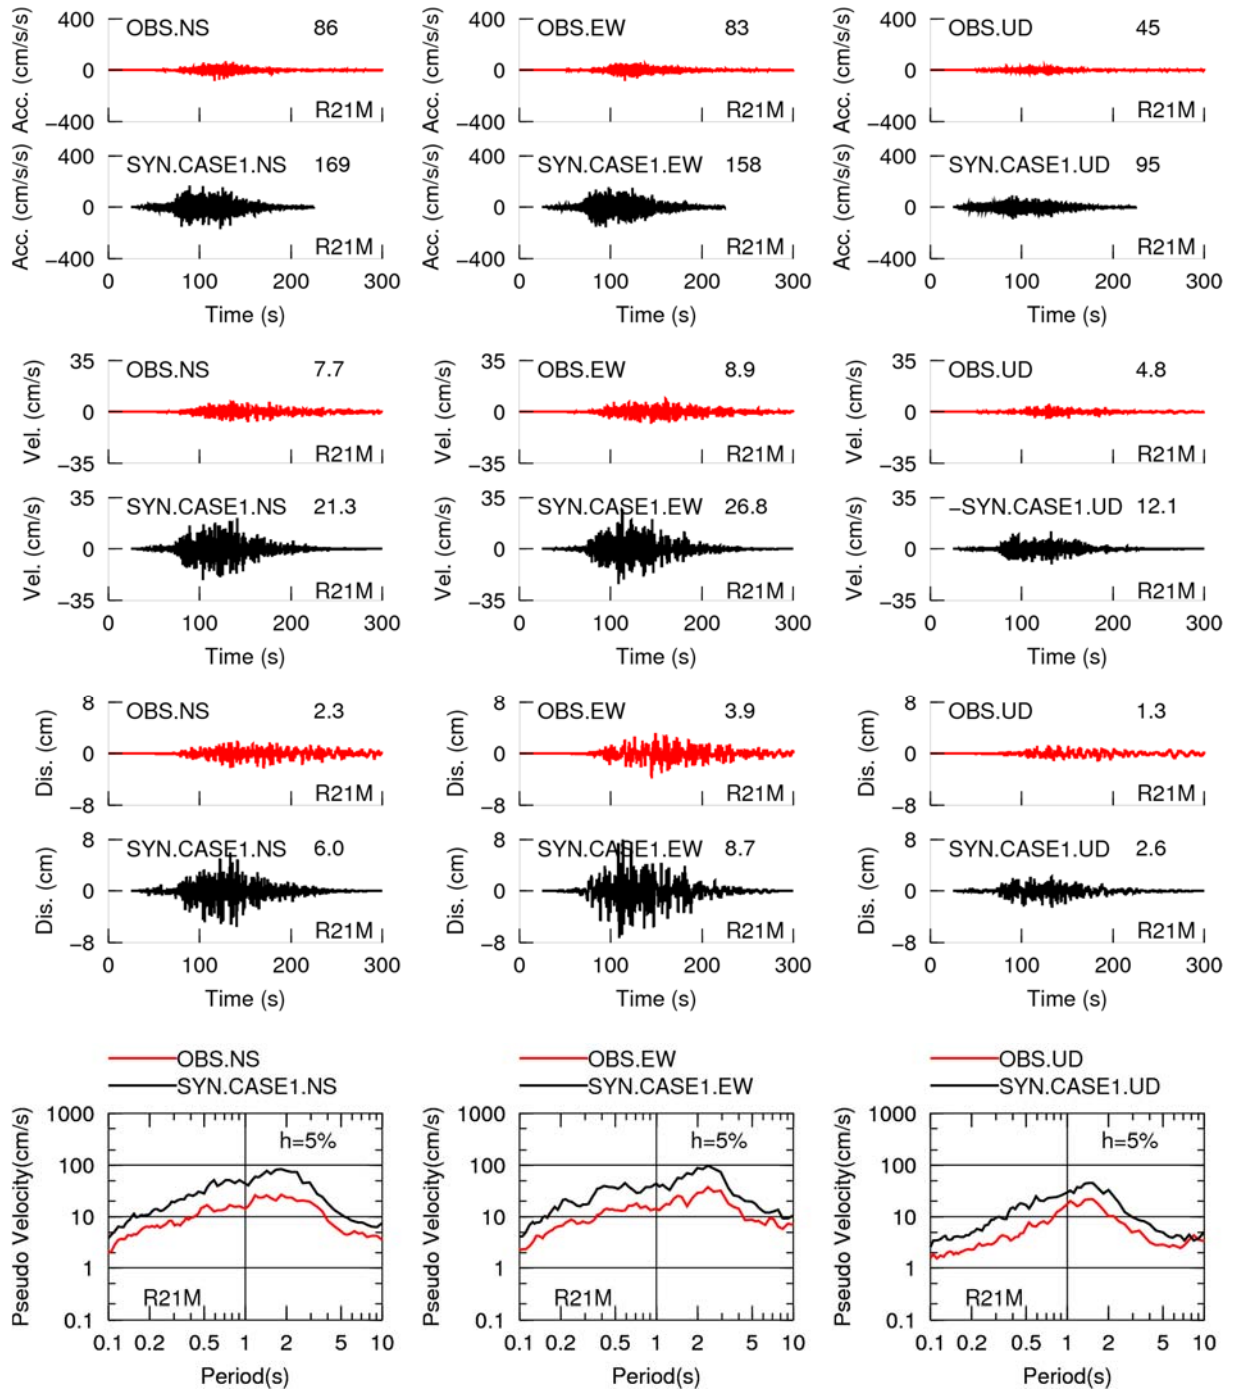 400 OBS.NS 86
Acc. (cm/s/s)
0
−400 R21M
400 OBS.EW 83
Acc. (cm/s/s)
0
−400 R21M
400 OBS.UD 45
Acc. (cm/s/s)
0
−400 R21M
400 SYN.CASE1.NS 169
Acc. (cm/s/s)
0
−400 R21M
0 100 200 300
Time (s)
400 SYN.CASE1.EW 158
Acc. (cm/s/s)
0
−400 R21M
0 100 200 300
Time (s)
400 SYN.CASE1.UD 95
Acc. (cm/s/s)
0
−400 R21M
0 100 200 300
Time (s)
35 OBS.NS 7.7
Vel. (cm/s)
0
−35 R21M
35 OBS.EW 8.9
Vel. (cm/s)
0
−35 R21M
35 OBS.UD 4.8
Vel. (cm/s)
0
−35 R21M
35 SYN.CASE1.NS 21.3
Vel. (cm/s)
0
−35 R21M
0 100 200 300
Time (s)
35 SYN.CASE1.EW 26.8
Vel. (cm/s)
0
−35 R21M
0 100 200 300
Time (s)
35 −SYN.CASE1.UD 12.1
Vel. (cm/s)
0
−35 R21M
0 100 200 300
Time (s)
8 OBS.NS 2.3
Dis. (cm)
0
−8 R21M
8 OBS.EW 3.9
Dis. (cm)
0
−8 R21M
8 OBS.UD 1.3
Dis. (cm)
0
−8 R21M
8 SYN.CASE1.NS 6.0
Dis. (cm)
0
−8 R21M
0 100 200 300
Time (s)
8 SYN.CASE1.EW 8.7
Dis. (cm)
0
−8 R21M
0 100 200 300
Time (s)
8 SYN.CASE1.UD 2.6
Dis. (cm)
0
−8 R21M
0 100 200 300
Time (s)
OBS.NS
SYN.CASE1.NS
Pseudo Velocity(cm/s)
1000
h=5%
100
10
1
R21M
0.1
0.1 0.2 0.5 1 2 5 10
Period(s)
OBS.EW
SYN.CASE1.EW
Pseudo Velocity(cm/s)
1000
h=5%
100
10
1
R21M
0.1
0.1 0.2 0.5 1 2 5 10
Period(s)
OBS.UD
SYN.CASE1.UD
Pseudo Velocity(cm/s)
1000
h=5%
100
10
1
R21M
0.1
0.1 0.2 0.5 1 2 5 10
Period(s)